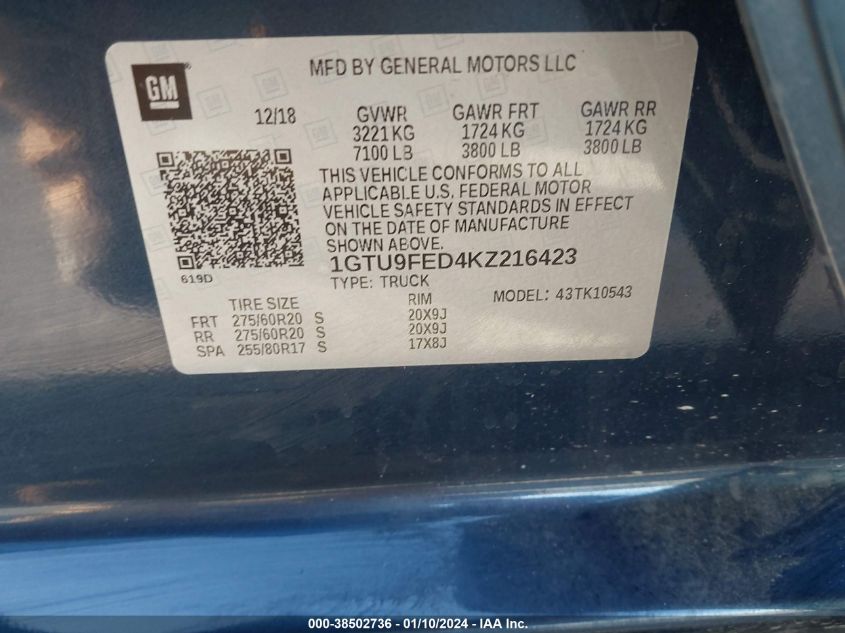 GM
®
MFD BY GENERAL MOTORS LLC
12/18 GVWR GAWR FRT GAWR RR
3221 KG 1724 KG 1724 KG
7100 LB 3800 LB 3800 LB
THIS VEHICLE CONFORMS TO ALL
APPLICABLE U.S. FEDERAL MOTOR
VEHICLE SAFETY STANDARDS IN EFFECT
ON THE DATE OF MANUFACTURE
SHOWN ABOVE.
619D
1GTU9FED4KZ216423
TYPE: TRUCK
MODEL: 43TK10543
TIRE SIZE RIM
FRT 275/60R20 S 20X9J
RR 275/60R20 S 20X9J
SPA 255/80R17 S 17X8J
000-38502736 - 01/10/2024 - IAA Inc.